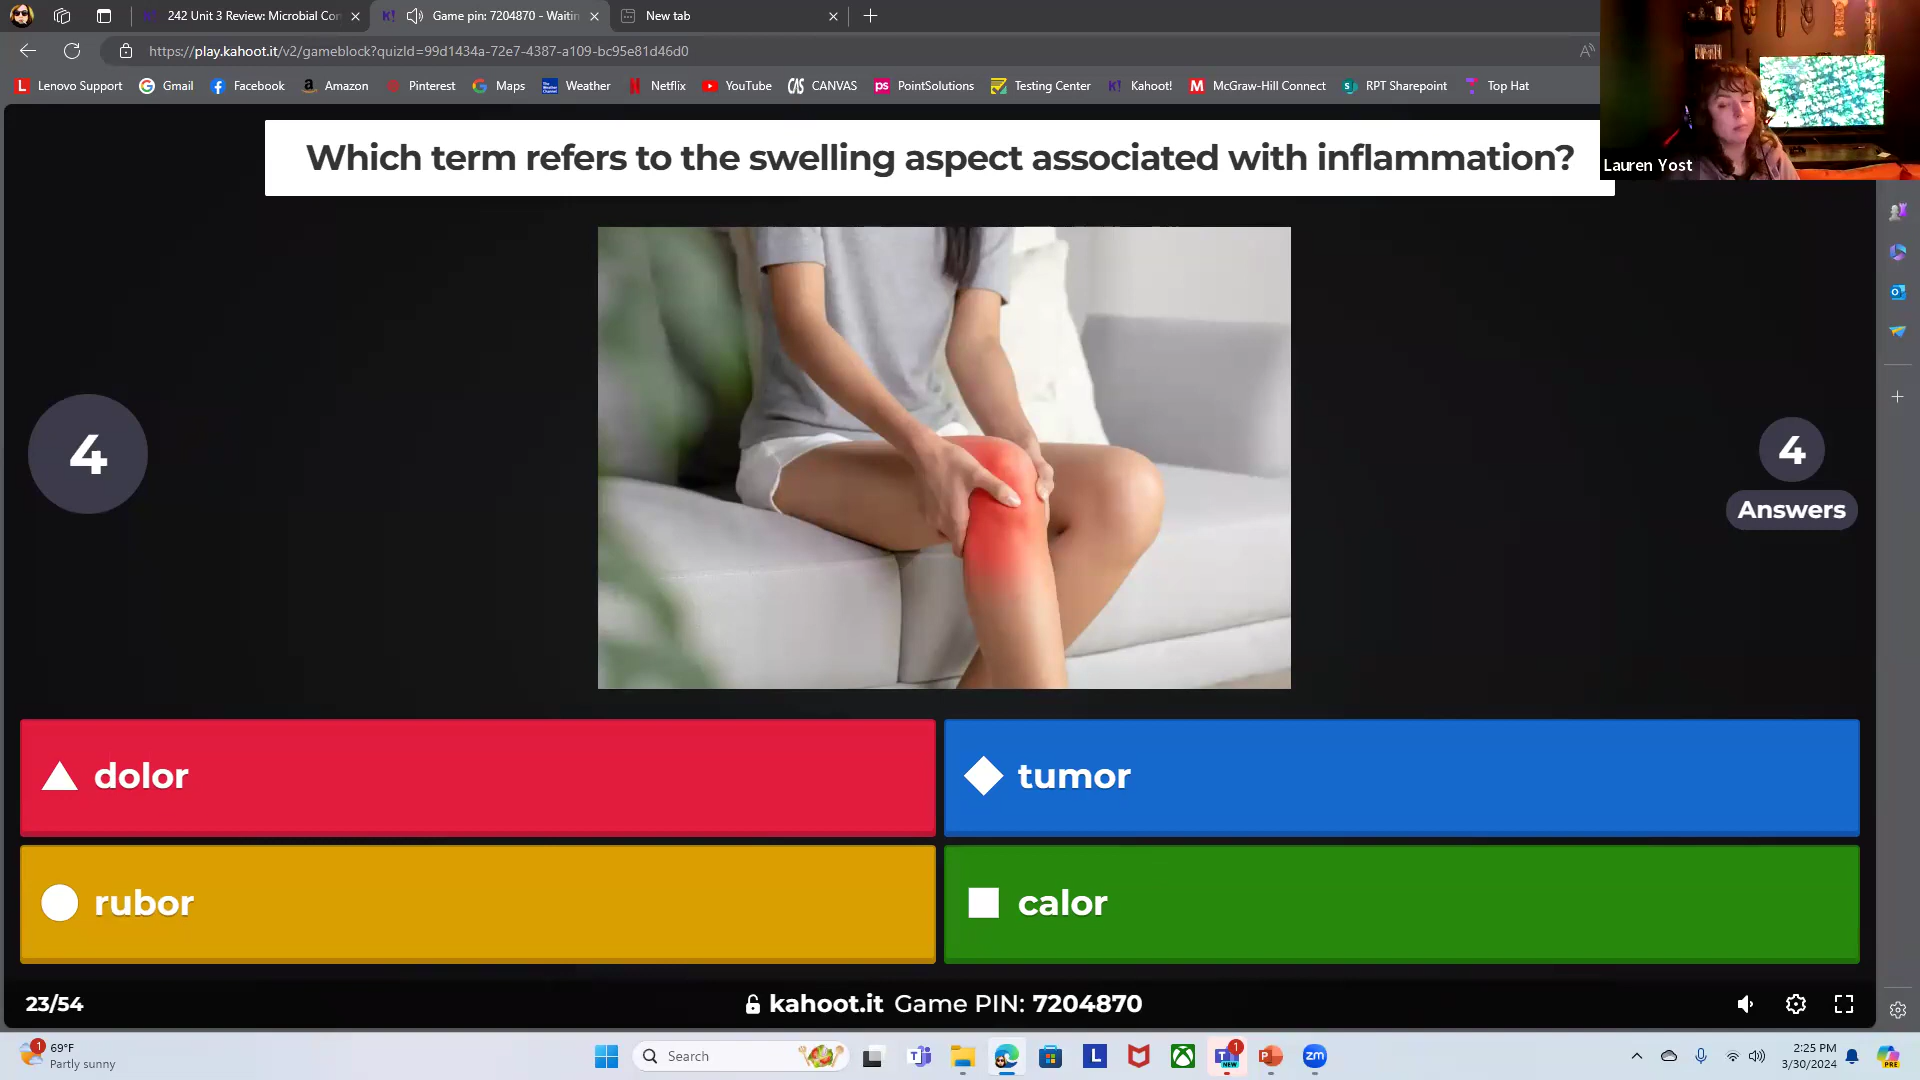 242 Unit 3 Review: Microbial Con
Game pin: 7204870 - Waitin
New tab
https://play.kahoot.it/v2/gameblock?quizId=99d1434a-72e7-4387-a109-bc95e81d46d0
Lenovo Support
Gmail
Facebook
Amazon
Pinterest
Maps
Weather
Netflix
YouTube
CANVAS
PointSolutions
Testing Center
Kahoot!
McGraw-Hill Connect
RPT Sharepoint
Top Hat
Lauren Yost
Which term refers to the swelling aspect associated with inflammation?
4
4
Answers
dolor
tumor
rubor
calor
23/54
kahoot.it Game PIN: 7204870
69°F
Partly sunny
Search
2:25 PM
3/30/2024